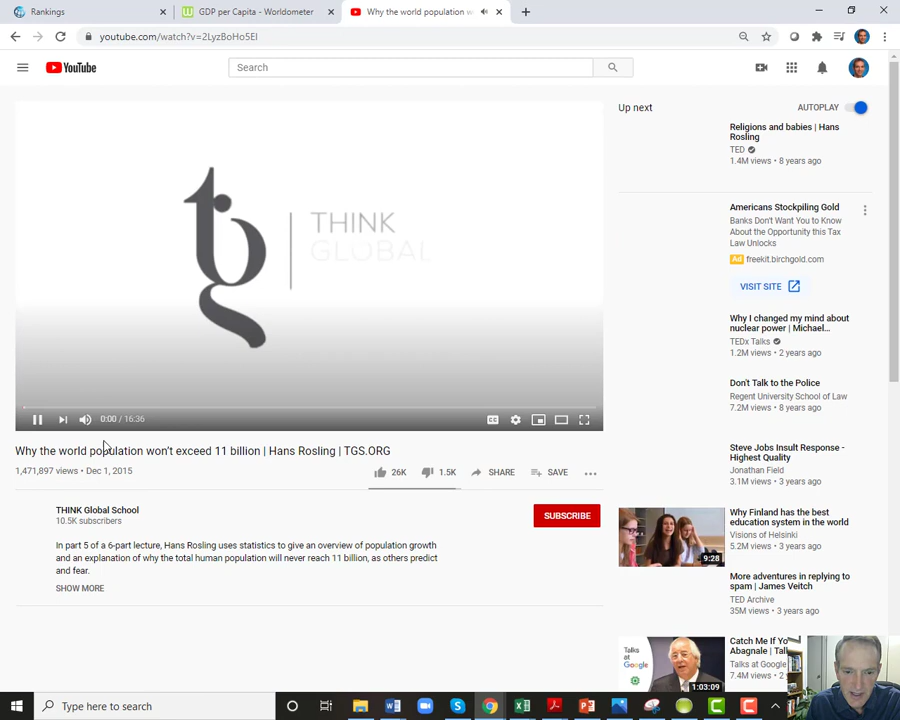 Rankings
GDP per Capita - Worldometer
Why the world population w
youtube.com/watch?v=2LyzBoHo5EI
YouTube
Search
THINK
GLOBAL
0:00 / 16:36
Why the world population won't exceed 11 billion | Hans Rosling | TGS.ORG
1,471,897 views • Dec 1, 2015
26K
1.5K
SHARE
SAVE
THINK Global School
10.5K subscribers
SUBSCRIBE
In part 5 of a 6-part lecture, Hans Rosling uses statistics to give an overview of population growth
and an explanation of why the total human population will never reach 11 billion, as others predict
and fear.
SHOW MORE
Up next
AUTOPLAY
Religions and babies | Hans
Rosling
TED
1.4M views • 8 years ago
Americans Stockpiling Gold
Banks Don't Want You to Know
About the Opportunity this Tax
Law Unlocks
Ad freekit.birchgold.com
VISIT SITE
Why I changed my mind about
nuclear power | Michael...
TEDx Talks
1.2M views • 2 years ago
Don't Talk to the Police
Regent University School of Law
7.2M views • 8 years ago
Steve Jobs Insult Response -
Highest Quality
Jonathan Field
3.1M views • 3 years ago
9:28
Why Finland has the best
education system in the world
Visions of Helsinki
5.2M views • 3 years ago
More adventures in replying to
spam | James Veitch
TED Archive
35M views • 3 years ago
Talks
at
Google
1:03:09
Catch Me If Yo
Abagnale | Tal
Talks at Google
7.4M views • 2
Type here to search